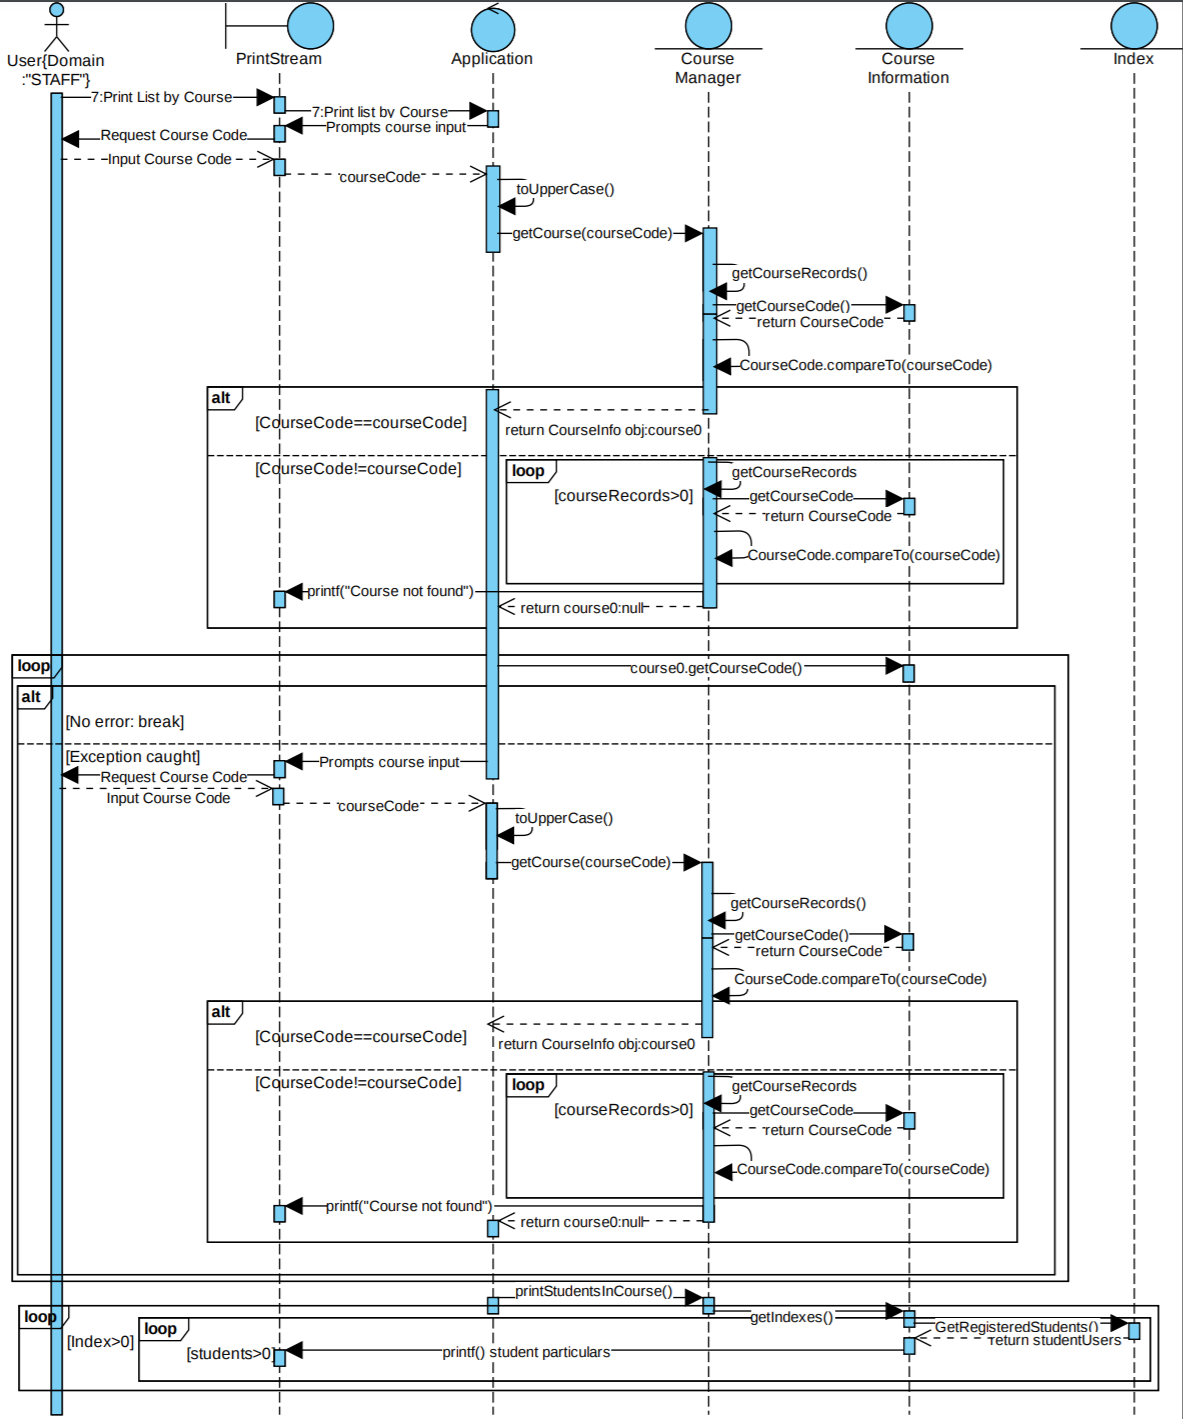 User{Domain
:"STAFF"}
PrintStream
Application
Course
Manager
Course
Information
Index
7:Print List by Course
7:Print list by Course
Prompts course input
Request Course Code
Input Course Code
courseCode
toUpperCase()
getCourse(courseCode)
getCourseRecords()
getCourseCode()
return CourseCode
CourseCode.compareTo(courseCode)
alt
[CourseCode==courseCode]
return CourseInfo obj:course0
[CourseCode!=courseCode]
loop
getCourseRecords
[courseRecords>0]
getCourseCode
return CourseCode
CourseCode.compareTo(courseCode)
printf("Course not found")
return course0:null
loop
course0.getCourseCode()
alt
[No error: break]
[Exception caught]
Prompts course input
Request Course Code
Input Course Code
courseCode
toUpperCase()
getCourse(courseCode)
getCourseRecords()
getCourseCode()
return CourseCode
CourseCode.compareTo(courseCode)
alt
[CourseCode==courseCode]
return CourseInfo obj:course0
[CourseCode!=courseCode]
loop
getCourseRecords
[courseRecords>0]
getCourseCode
return CourseCode
CourseCode.compareTo(courseCode)
printf("Course not found")
return course0:null
printStudentsInCourse()
loop
getIndexes()
[Index>0]
loop
GetRegisteredStudents()
return studentUsers
[students>0]
printf() student particulars